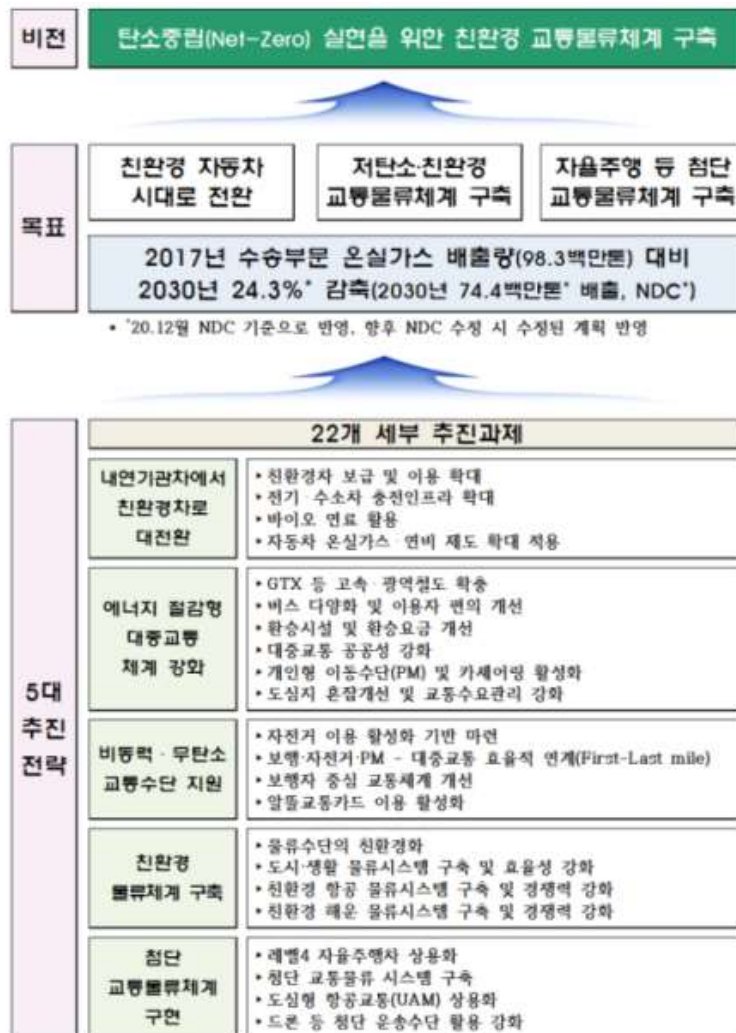 비전
탄소중립(Net-Zero) 실현을 위한 친환경 교통물류체계 구축
목표
친환경 자동차
시대로 전환
저탄소·친환경
교통물류체계 구축
자율주행 등 첨단
교통물류체계 구축
2017년 수송부문 온실가스 배출량(98.3백만톤) 대비
2030년 24.3%* 감축(2030년 74.4백만톤* 배출, NDC*)
• '20.12월 NDC 기준으로 반영, 향후 NDC 수정 시 수정된 계획 반영
5대
추진
전략
22개 세부 추진과제
내연기관차에서
친환경차로
대전환
• 친환경차 보급 및 이용 확대
• 전기·수소차 충전인프라 확대
• 바이오 연료 활용
• 자동차 온실가스·연비 제도 확대 적용
에너지 절감형
대중교통
체계 강화
• GTX 등 고속·광역철도 확충
• 버스 다양화 및 이용자 편의 개선
• 환승시설 및 환승요금 개선
• 대중교통 공공성 강화
• 개인형 이동수단(PM) 및 카셰어링 활성화
• 도심지 혼잡개선 및 교통수요관리 강화
비동력·무탄소
교통수단 지원
• 자전거 이용 활성화 기반 마련
• 보행·자전거·PM - 대중교통 효율적 연계(First-Last mile)
• 보행자 중심 교통체계 개선
• 알뜰교통카드 이용 활성화
친환경
물류체계 구축
• 물류수단의 친환경화
• 도시·생활 물류시스템 구축 및 효율성 강화
• 친환경 항공 물류시스템 구축 및 경쟁력 강화
• 친환경 해운 물류시스템 구축 및 경쟁력 강화
첨단
교통물류체계
구현
• 레벨4 자율주행차 상용화
• 첨단 교통물류 시스템 구축
• 도심형 항공교통(UAM) 상용화
• 드론 등 첨단 운송수단 활용 강화